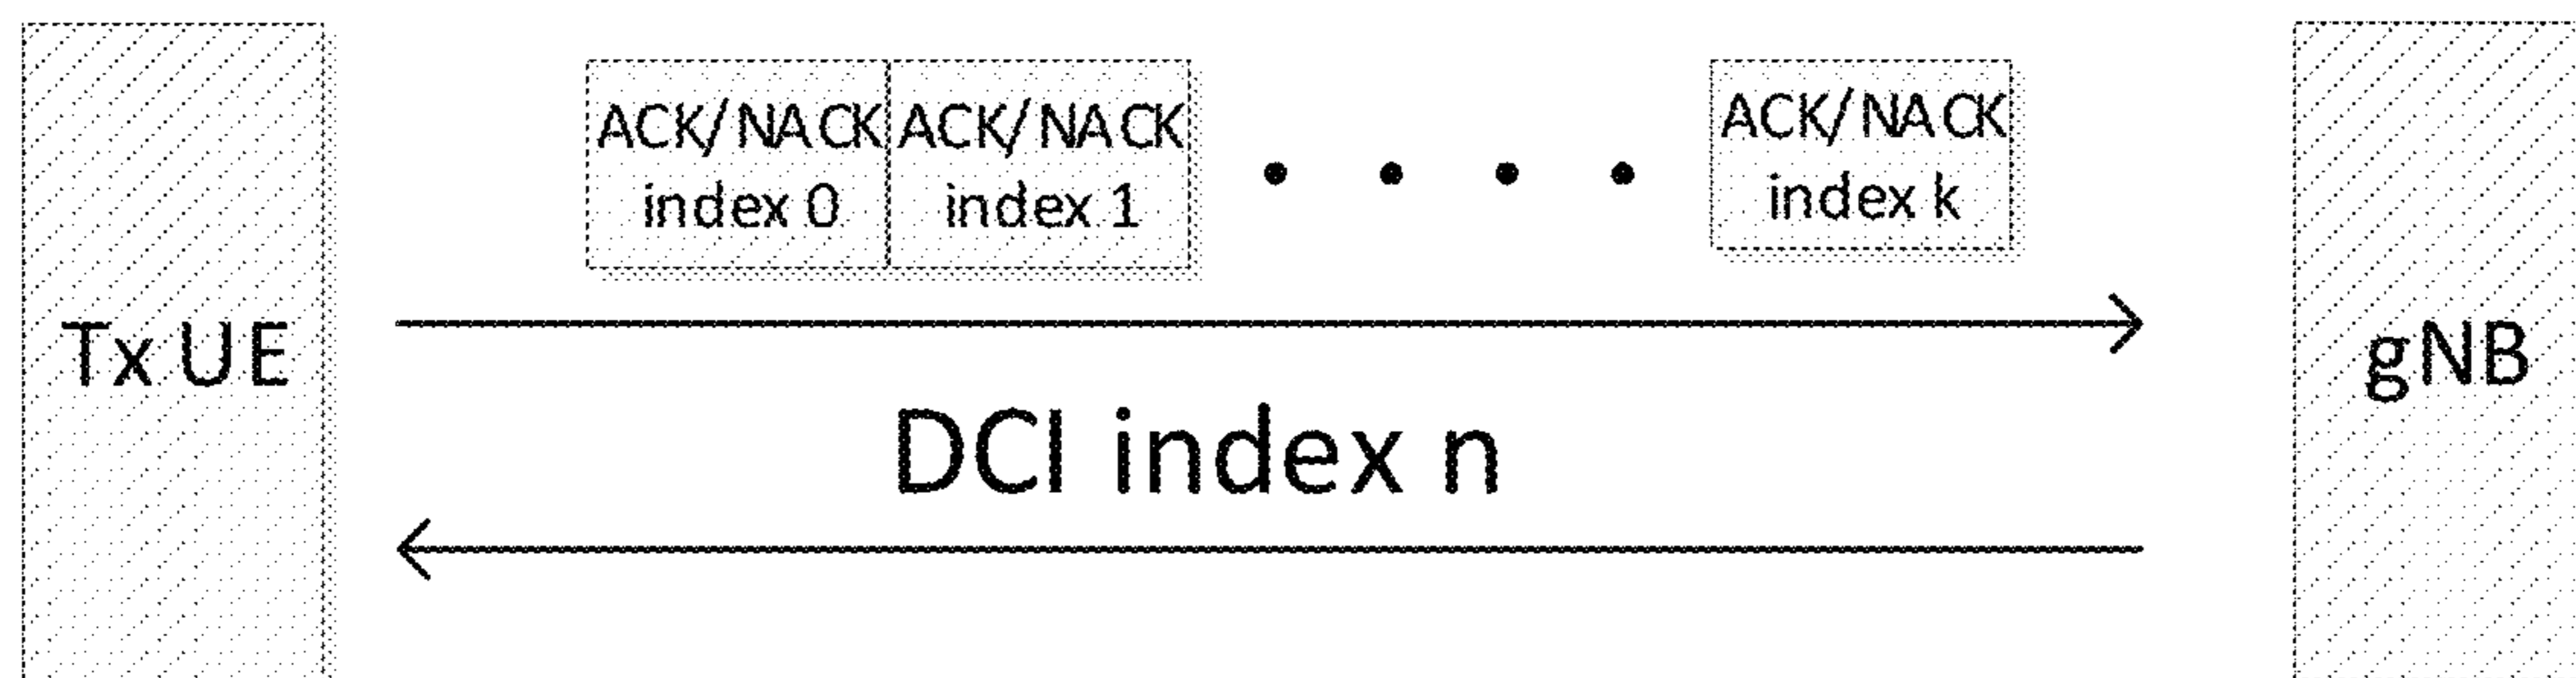 ACK/NACK ACK/NACK ACK/NACK
index 0 index 1 index k
Tx UE gNB
DCI index n